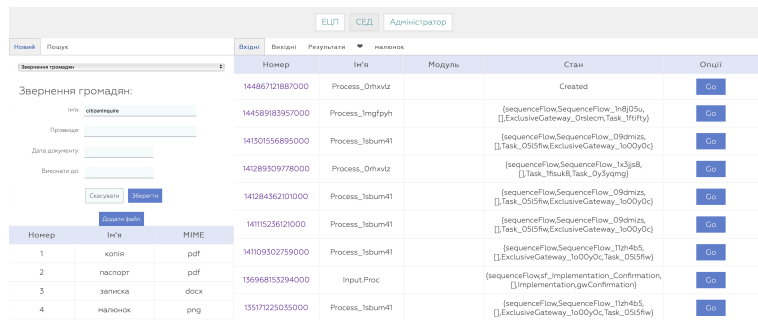 ЕЦП СЕД Адміністратор
Новий Пошук
Звернення громадян
Звернення громадян:
Ім'я: citizenInquire
Прізвище:
Дата документу:
Виконати до:
Скасувати Зберегти
Додати файл
Номер Ім'я MIME
1 копія pdf
2 паспорт pdf
3 записка docx
4 малюнок png
Вхідні Вихідні Результати ❤ малюнок
Номер Ім'я Модуль Стан Опції
144867121887000 Process_0rhxvlz Created Go
144589183957000 Process_1mgfpyh {sequenceFlow,SequenceFlow_1n8j05u,
[],ExclusiveGateway_0rslecm,Task_1ftifty} Go
141301556895000 Process_1sbum41 {sequenceFlow,SequenceFlow_09dmizs,
[],Task_05l5fiw,ExclusiveGateway_1o00y0c} Go
141289309778000 Process_0rhxvlz {sequenceFlow,SequenceFlow_1x3jjs8,
[],Task_1fisuk8,Task_0y3yqmg} Go
141284362101000 Process_1sbum41 {sequenceFlow,SequenceFlow_09dmizs,
[],Task_05l5fiw,ExclusiveGateway_1o00y0c} Go
141115236121000 Process_1sbum41 {sequenceFlow,SequenceFlow_09dmizs,
[],Task_05l5fiw,ExclusiveGateway_1o00y0c} Go
141109302759000 Process_1sbum41 {sequenceFlow,SequenceFlow_11zh4b5,
[],ExclusiveGateway_1o00y0c,Task_05l5fiw} Go
136968153294000 Input.Proc {sequenceFlow,sf_Implementation_Confirmation,
[],Implementation,gwConfirmation} Go
135171225035000 Process_1sbum41 {sequenceFlow,SequenceFlow_11zh4b5,
[],ExclusiveGateway_1o00y0c,Task_05l5fiw} Go